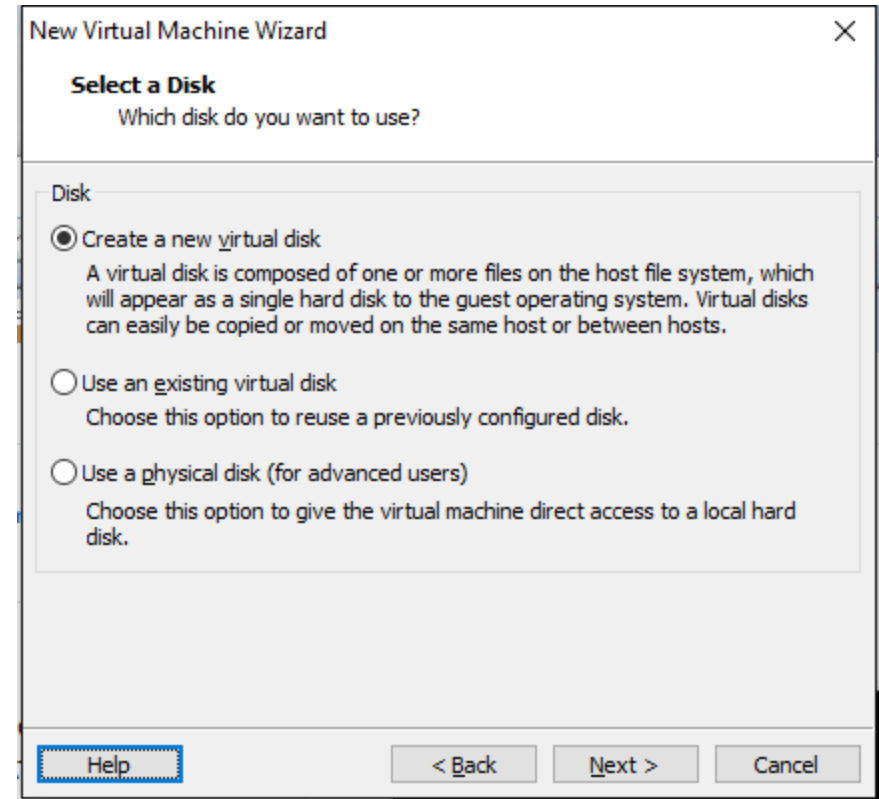 New Virtual Machine Wizard
Select a Disk
Which disk do you want to use?
Disk
Create a new virtual disk
A virtual disk is composed of one or more files on the host file system, which
will appear as a single hard disk to the guest operating system. Virtual disks
can easily be copied or moved on the same host or between hosts.
Use an existing virtual disk
Choose this option to reuse a previously configured disk.
Use a physical disk (for advanced users)
Choose this option to give the virtual machine direct access to a local hard
disk.
Help < Back Next > Cancel